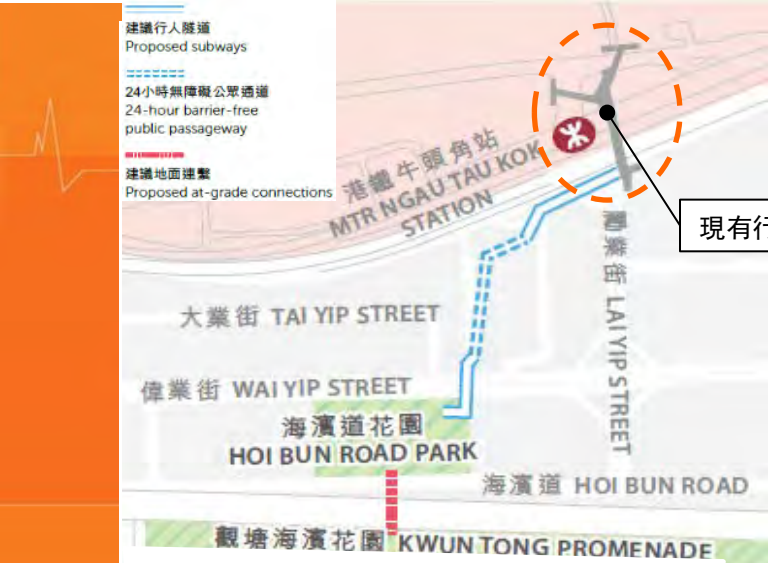 建議行人隧道
Proposed subways
24小時無障礙公眾通道
24-hour barrier-free
public passageway
建議地面連繫
Proposed at-grade connections
港鐵牛頭角站
MTR NGAU TAU KOK
STATION
現有行
勵業街 LAI YIP STREET
大業街 TAI YIP STREET
偉業街 WAI YIP STREET
海濱道花園
HOI BUN ROAD PARK
海濱道 HOI BUN ROAD
觀塘海濱花園 KWUN TONG PROMENADE